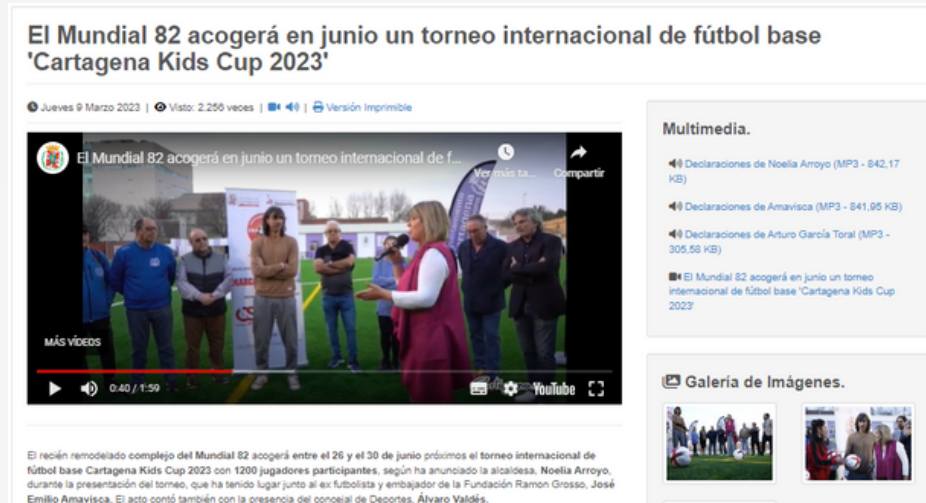 El Mundial 82 acogerá en junio un torneo internacional de fútbol base
'Cartagena Kids Cup 2023'
Jueves 9 Marzo 2023 | Visto: 2.256 veces | | Versión Imprimible
El Mundial 82 acogerá en junio un torneo internacional de f...
Ver más ta...
Compartir
MÁS VÍDEOS
0:40 / 1:59
YouTube
El recién remodelado complejo del Mundial 82 acogerá entre el 26 y el 30 de junio próximos el torneo internacional de
fútbol base Cartagena Kids Cup 2023 con 1200 jugadores participantes, según ha anunciado la alcaldesa, Noelia Arroyo,
durante la presentación del torneo, que ha tenido lugar junto al ex futbolista y embajador de la Fundación Ramon Grosso, José
Emilio Amavisca. El acto contó también con la presencia del concejal de Deportes, Álvaro Valdés.
Multimedia.
Declaraciones de Noelia Arroyo (MP3 - 842,17
KB)
Declaraciones de Amavisca (MP3 - 841,95 KB)
Declaraciones de Arturo García Toral (MP3 -
305,58 KB)
El Mundial 82 acogerá en junio un torneo
internacional de fútbol base 'Cartagena Kids Cup
2023'
Galería de Imágenes.